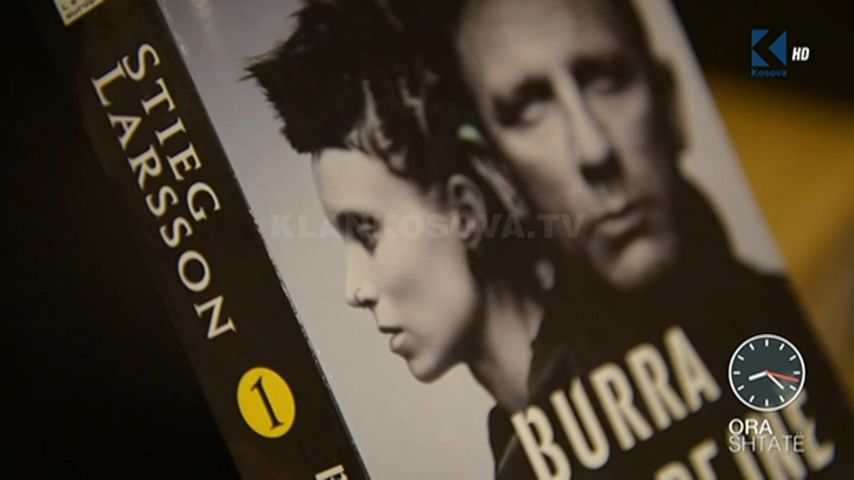 STIEG
LARSSON
1
BURRA
Kosova
HD
KLANKOSOVA.TV
ORA
SHTATË